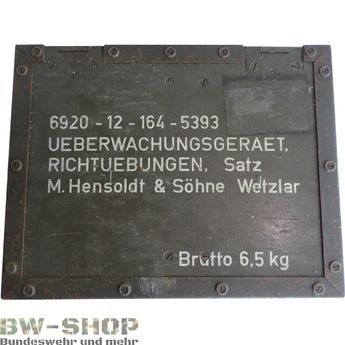 6920-12-164-5393
UEBERWACHUNGSGERAET,
RICHTUEBUNGEN, Satz
M. Hensoldt & Söhne Wetzlar
Brutto 6,5 kg
BW-SHOP
Bundeswehr und mehr